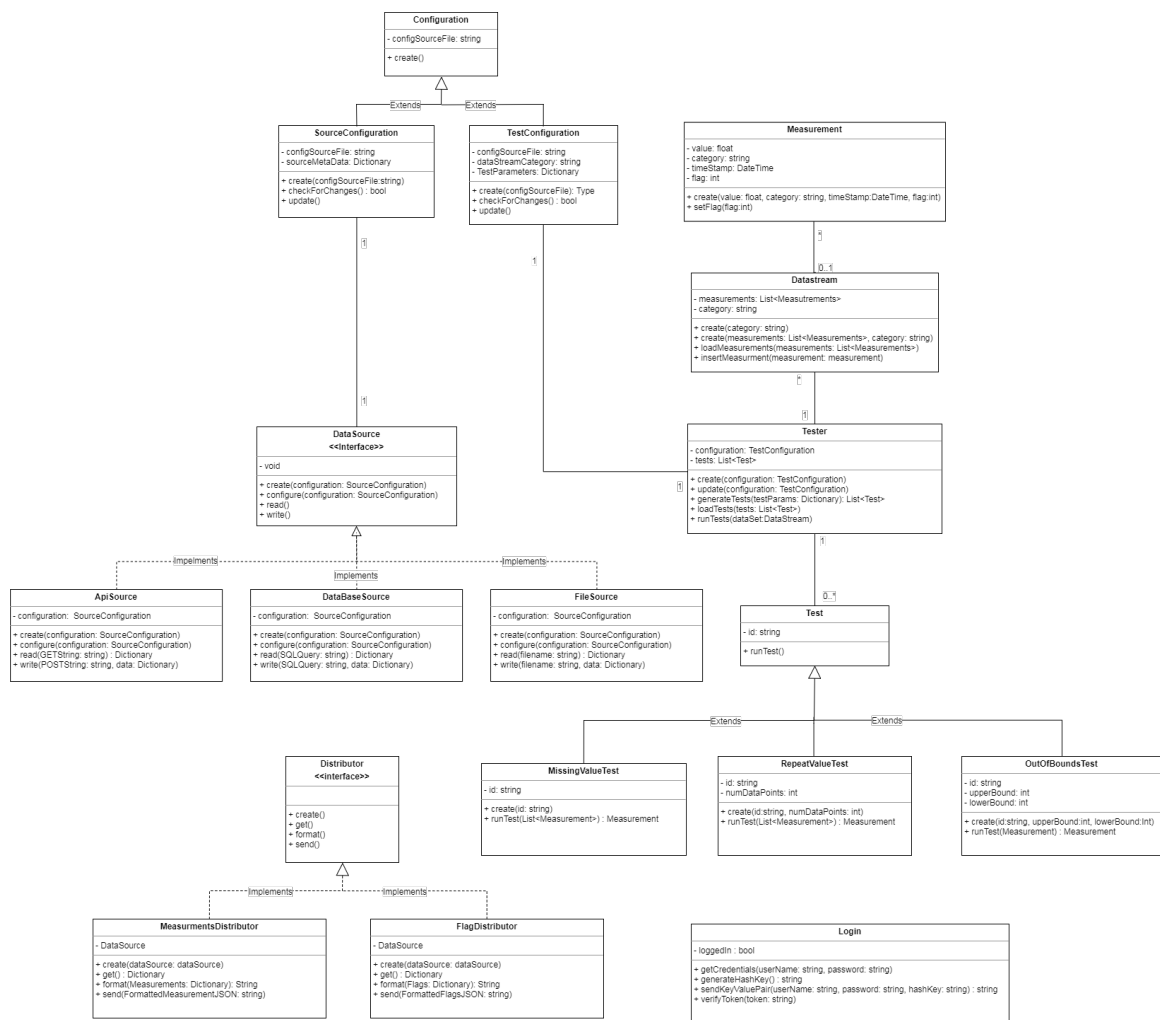 Configuration
- configSourceFile: string
+ create()
Extends
Extends
SourceConfiguration
- configSourceFile: string
- sourceMetaData: Dictionary
+ create(configSourceFile:string)
+ checkForChanges() : bool
+ update()
TestConfiguration
- configSourceFile: string
- dataStreamCategory: string
- TestParameters: Dictionary
+ create(configSourceFile): Type
+ checkForChanges() : bool
+ update()
Measurement
- value: float
- category: string
- timeStamp: DateTime
- flag: int
+ create(value: float, category: string, timeStamp:DateTime, flag:int)
+ setFlag(flag:int)
1
1
*
0..1
Datastream
- measurements: List<Measutrements>
- category: string
+ create(category: string)
+ create(measurements: List<Measurements>, category: string)
+ loadMeasurements(measurements: List<Measurements>)
+ insertMeasurment(measurement: measurement)
1
*
1
DataSource
<<Interface>>
- void
+ create(configuration: SourceConfiguration)
+ configure(configuration: SourceConfiguration)
+ read()
+ write()
Tester
- configuration: TestConfiguration
- tests: List<Test>
+ create(configuration: TestConfiguration)
+ update(configuration: TestConfiguration)
+ generateTests(testParams: Dictionary): List<Test>
+ loadTests(tests: List<Test>)
+ runTests(dataSet:DataStream)
1
1
0..*
Impelments
Implements
Implements
ApiSource
- configuration:  SourceConfiguration
+ create(configuration: SourceConfiguration)
+ configure(configuration: SourceConfiguration)
+ read(GETString: string) : Dictionary
+ write(POSTString: string, data: Dictionary)
DataBaseSource
- configuration:  SourceConfiguration
+ create(configuration: SourceConfiguration)
+ configure(configuration: SourceConfiguration)
+ read(SQLQuery: string) : Dictionary
+ write(SQLQuery: string, data: Dictionary)
FileSource
- configuration:  SourceConfiguration
+ create(configuration: SourceConfiguration)
+ configure(configuration: SourceConfiguration)
+ read(filename: string) : Dictionary
+ write(filename: string, data: Dictionary)
Test
- id: string
+ runTest()
Extends
Extends
Distributor
<<interface>>
+ create()
+ get()
+ format()
+ send()
MissingValueTest
- id: string
+ create(id: string)
+ runTest(List<Measurement>) : Measurement
RepeatValueTest
- id: string
- numDataPoints: int
+ create(id:string, numDataPoints: int)
+ runTest(List<Measurement>) : Measurement
OutOfBoundsTest
- id: string
- upperBound: int
- lowerBound: int
+ create(id:string, upperBound:int, lowerBound:Int)
+ runTest(Measurement) : Measurement
Implements
Implements
MeasurmentsDistributor
- DataSource
+ create(dataSource: dataSource)
+ get() : Dictionary
+ format(Measurements: Dictionary): String
+ send(FormattedMeasurementJSON: string)
FlagDistributor
- DataSource
+ create(dataSource: dataSource)
+ get() : Dictionary
+ format(Flags: Dictionary): String
+ send(FormattedFlagsJSON: string)
Login
- loggedIn : bool
+ getCredentials(userName: string, password: string)
+ generateHashKey() : string
+ sendKeyValuePair(userName: string, password: string, hashKey: string) : string
+ verifyToken(token: string)